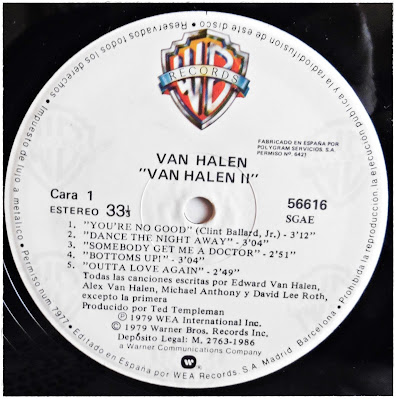 Reservados todos los derechos. Impuesto de lujo a metálico. Permiso núm. 7977 • Editado en España por WEA Records, S.A. Madrid. Barcelona. Prohibida la reproducción, la ejecución pública y la radiodifusión de este disco
WB
RECORDS
FABRICADO EN ESPAÑA POR
POLYGRAM SERVICIOS, S.A.
PERMISO Nº. 6421
VAN HALEN
"VAN HALEN II"
Cara 1
56616
ESTEREO 33⅓
SGAE
1. "YOU'RE NO GOOD" (Clint Ballard, Jr.) - 3'12"
2. "DANCE THE NIGHT AWAY" - 3'04"
3. "SOMEBODY GET ME A DOCTOR" - 2'51"
4. "BOTTOMS UP!" - 3'04"
5. "OUTTA LOVE AGAIN" - 2'49"
Todas las canciones escritas por Edward Van Halen,
Alex Van Halen, Michael Anthony y David Lee Roth,
excepto la primera
Producido por Ted Templeman
℗ 1979 WEA International Inc.
© 1979 Warner Bros. Records Inc.
Depósito Legal: M, 2763-1986
a Warner Communications Company